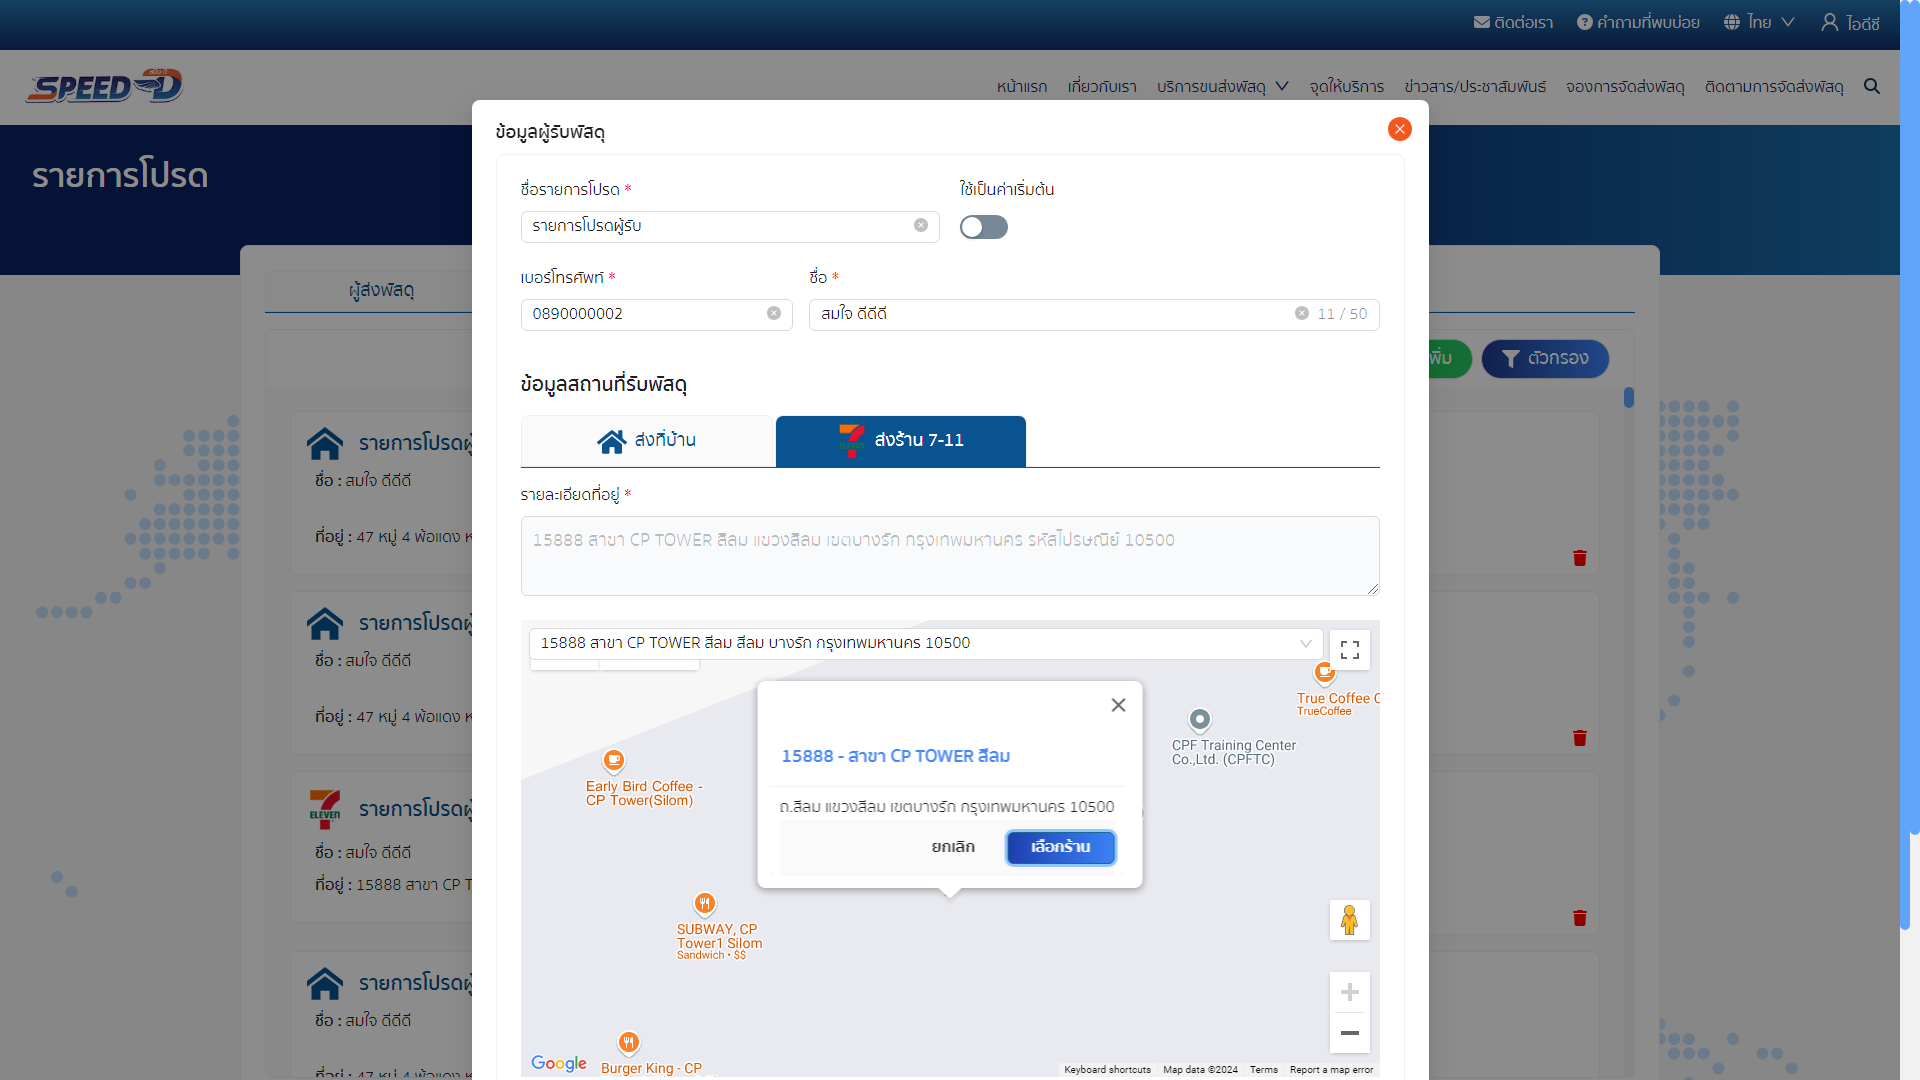 ติดต่อเรา
คำถามที่พบบ่อย
ไทย
ไอดีซี
SPEED-D
หน้าแรก
เกี่ยวกับเรา
บริการขนส่งพัสดุ
จุดให้บริการ
ข่าวสาร/ประชาสัมพันธ์
จองการจัดส่งพัสดุ
ติดตามการจัดส่งพัสดุ
รายการโปรด
ผู้ส่งพัสดุ
ตัวกรอง
รายการโปรดผู้
ชื่อ : สมใจ ดีดีดี
ที่อยู่ : 47 หมู่ 4 พ้อแดง ห
รายการโปรดผู้
ชื่อ : สมใจ ดีดีดี
ที่อยู่ : 47 หมู่ 4 พ้อแดง ห
ELEVEN
รายการโปรดผู้
ชื่อ : สมใจ ดีดีดี
ที่อยู่ : 15888 สาขา CP T
รายการโปรดผู้
ชื่อ : สมใจ ดีดีดี
ที่อยู่ : 47 หมู่ 4 พ้อแดง ห
ข้อมูลผู้รับพัสดุ
ชื่อรายการโปรด *
ใช้เป็นค่าเริ่มต้น
รายการโปรดผู้รับ
เบอร์โทรศัพท์ *
ชื่อ *
0890000002
สมใจ ดีดีดี
11 / 50
ข้อมูลสถานที่รับพัสดุ
ส่งที่บ้าน
ส่งร้าน 7-11
รายละเอียดที่อยู่ *
15888 สาขา CP TOWER สีลม แขวงสีลม เขตบางรัก กรุงเทพมหานคร รหัสไปรษณีย์ 10500
15888 สาขา CP TOWER สีลม สีลม บางรัก กรุงเทพมหานคร 10500
True Coffee C
TrueCoffee
CPF Training Center
Co.,Ltd. (CPFTC)
Early Bird Coffee -
CP Tower(Silom)
15888 - สาขา CP TOWER สีลม
ถ.สีลม แขวงสีลม เขตบางรัก กรุงเทพมหานคร 10500
ยกเลิก
เลือกร้าน
SUBWAY, CP
Tower1 Silom
Sandwich • $$
Burger King - CP
Google
Keyboard shortcuts
Map data ©2024
Terms
Report a map error